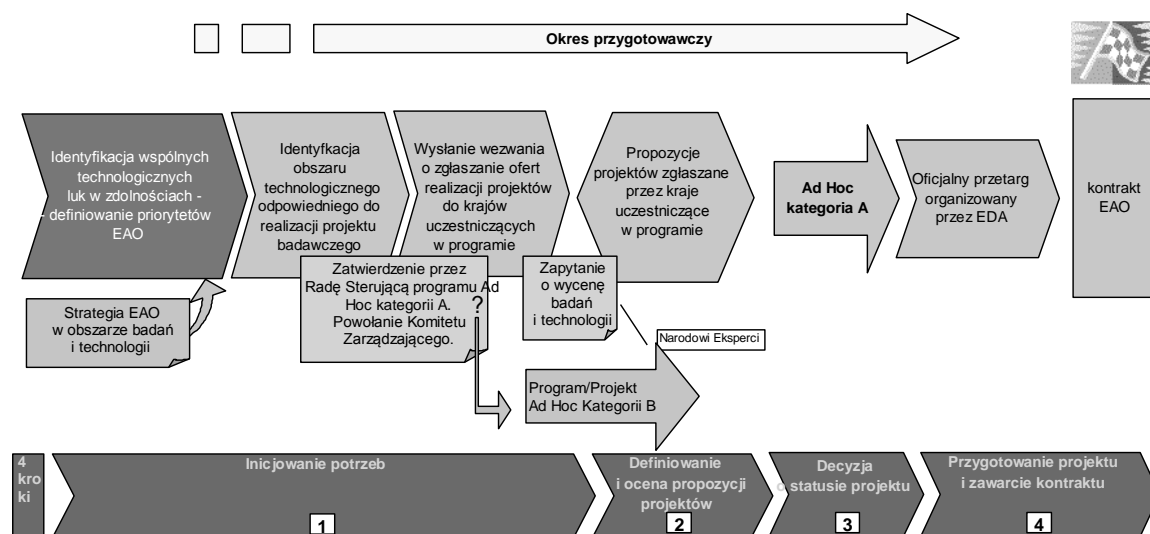 Okres przygotowawczy
Identyfikacja wspólnych
technologicznych
luk w zdolnościach -
- definiowanie priorytetów
EAO
Identyfkacja
obszaru
technologicznego
odpowiedniego do
realizacji projektu
badawczego
Wysłanie wezwania
o zgłaszanie ofert
realizacji projektów
do krajów
uczestniczących
w programie
Propozycje
projektów zgłaszane
przez kraje
uczestniczące
w programie
Ad Hoc
kategoria A
Oficjalny przetarg
organizowany
przez EDA
kontrakt
EAO
Strategia EAO
w obszarze badań
i technologii
Zatwierdzenie przez
Radę Sterującą programu Ad
Hoc kategorii A.
Powołanie Komitetu
Zarządzającego.
?
Zapytanie
o wycenę
badań
i technologii
Narodowi Eksperci
Program/Projekt
Ad Hoc Kategorii B
4
kro
ki
Inicjowanie potrzeb
1
Definiowanie
i ocena propozycji
projektów
2
Decyzja
o statusie projektu
3
Przygotowanie projektu
i zawarcie kontraktu
4